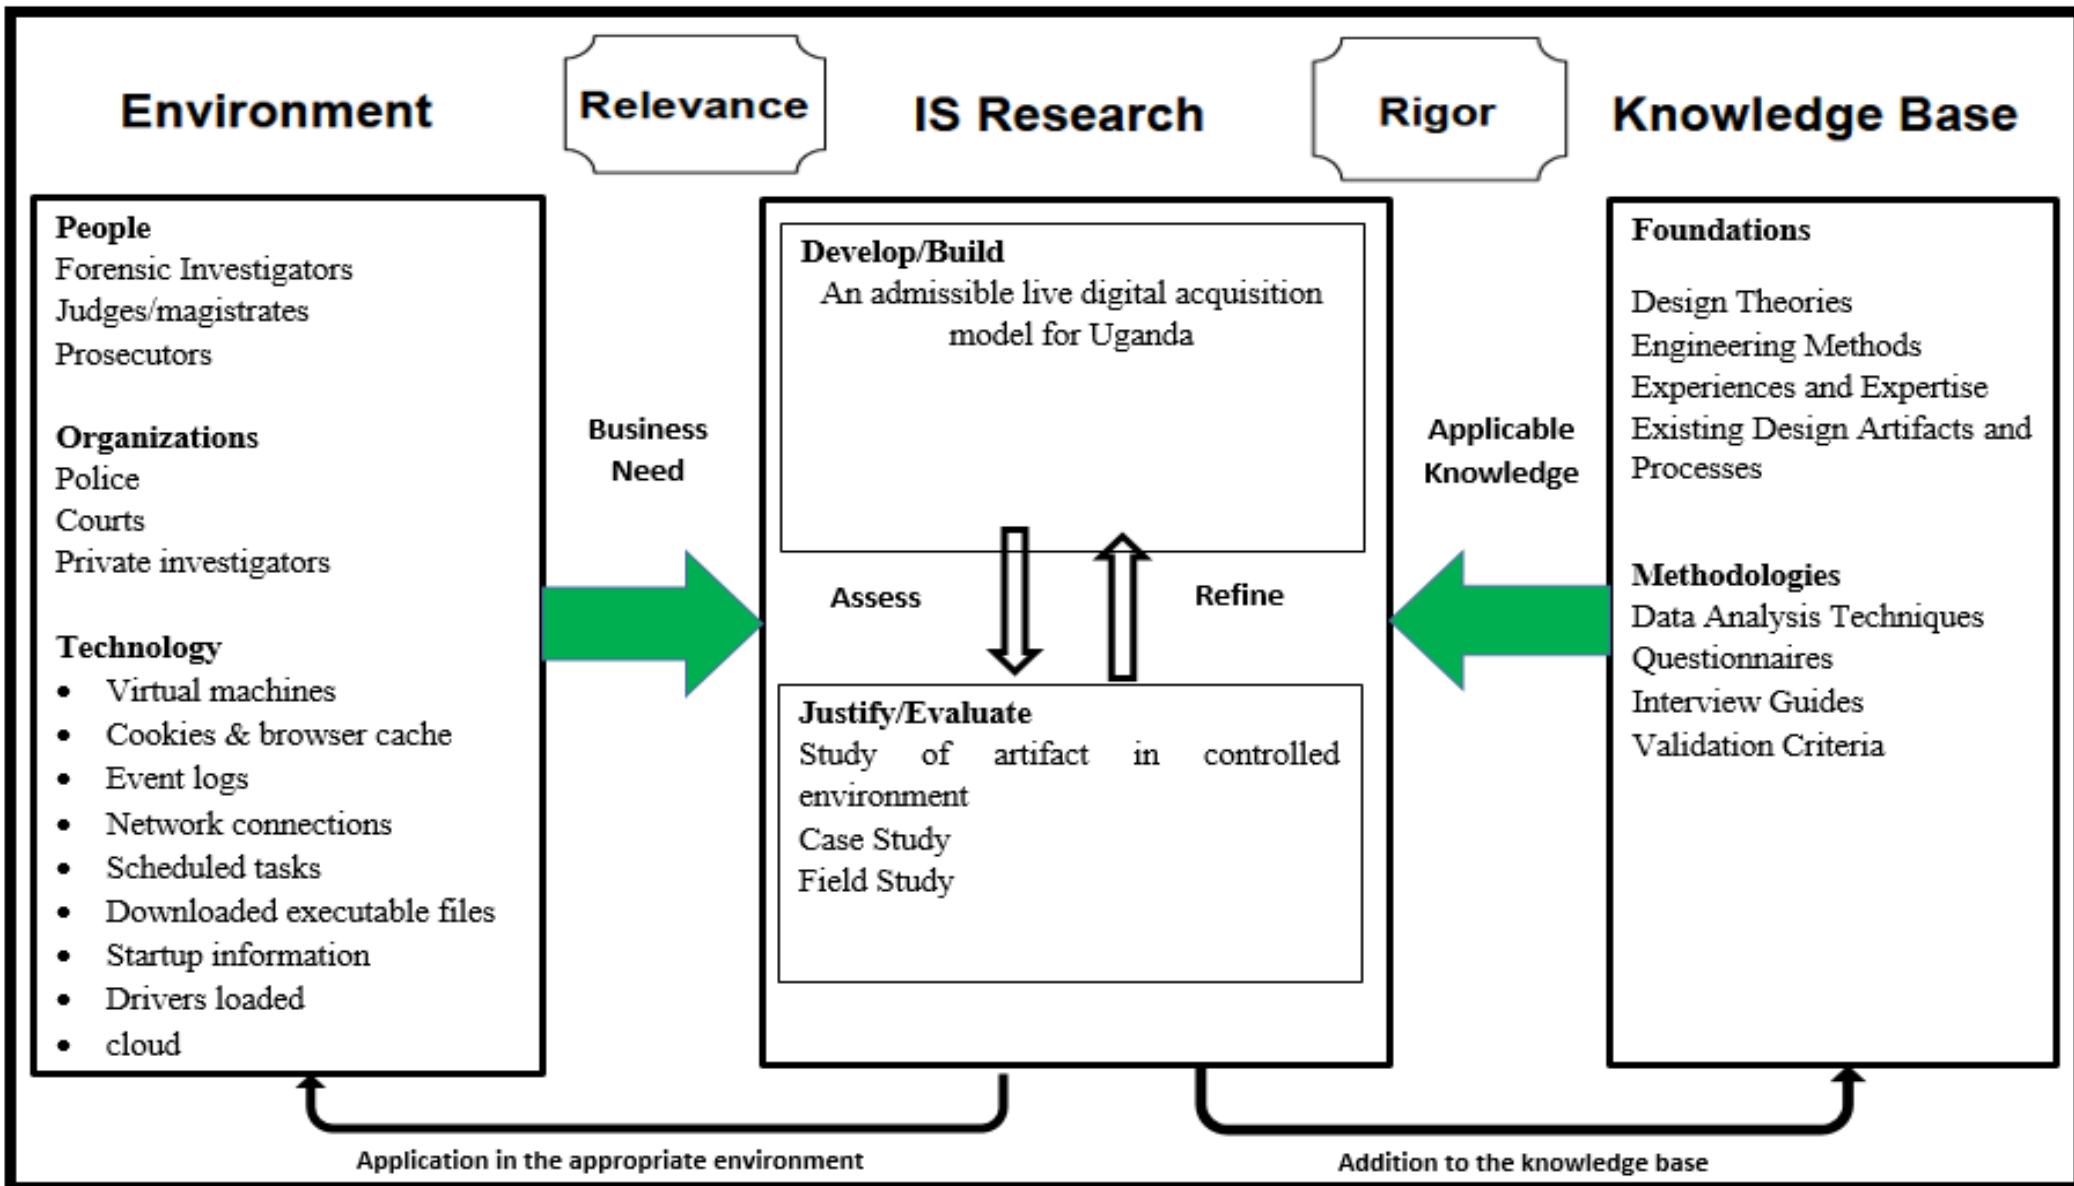 Environment
Relevance
IS Research
Rigor
Knowledge Base
People
Forensic Investigators
Judges/magistrates
Prosecutors
Organizations
Police
Courts
Private investigators
Technology
• Virtual machines
• Cookies & browser cache
• Event logs
• Network connections
• Scheduled tasks
• Downloaded executable files
• Startup information
• Drivers loaded
• cloud
Business
Need
Develop/Build
An admissible live digital acquisition
model for Uganda
Assess
Refine
Justify/Evaluate
Study of artifact in controlled
environment
Case Study
Field Study
Applicable
Knowledge
Foundations
Design Theories
Engineering Methods
Experiences and Expertise
Existing Design Artifacts and
Processes
Methodologies
Data Analysis Techniques
Questionnaires
Interview Guides
Validation Criteria
Application in the appropriate environment
Addition to the knowledge base